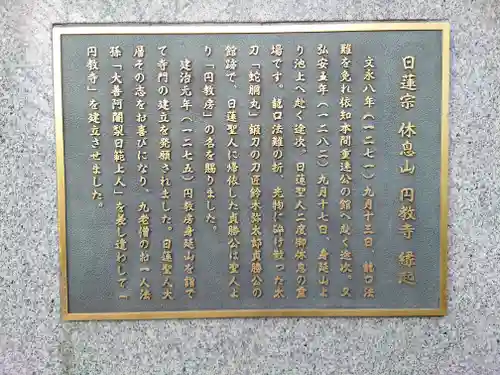 日蓮宗 休息山 円教寺 縁起
文永八年(一二七一)九月十三日、龍口法
難を免れ依知本間重連公の館へ赴く途次、又
弘安五年(一二八二)九月十七日、身延山よ
り池上へ赴く途次、日蓮聖人二度御休息の霊
場です。龍口法難の折、光物に砕け散った太
刀「蛇胴丸」鍛刀の刀匠鈴木弥太郎貞勝公の
館跡で、日蓮聖人に帰依した貞勝公は聖人よ
り「円教房」の名を賜りました。
建治元年(一二七五)円教房身延山を詣で
て寺門の建立を発願されました。日蓮聖人大
層その志をお喜びになり、九老僧のお一人法
孫「大善阿闍梨日範上人」を差し遣わして「
円教寺」を建立させました。